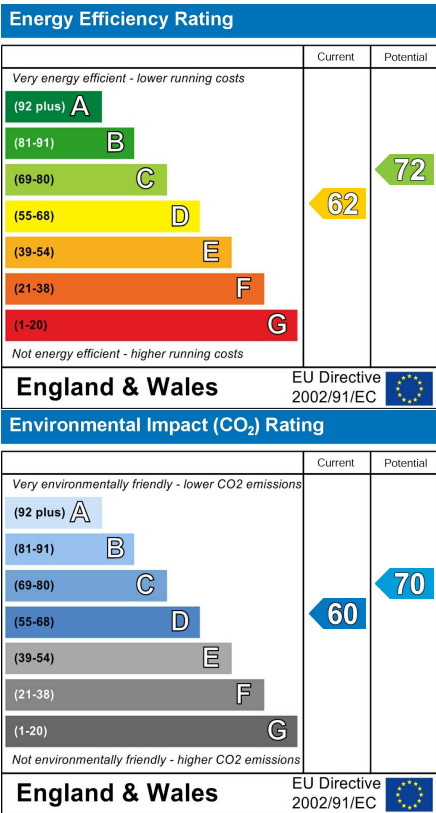 Energy Efficiency Rating
Current Potential
Very energy efficient - lower running costs
(92 plus) A
(81-91) B
(69-80) C
72
(55-68) D
62
(39-54) E
(21-38) F
(1-20) G
Not energy efficient - higher running costs
England & Wales
EU Directive
2002/91/EC
Environmental Impact (CO₂) Rating
Current Potential
Very environmentally friendly - lower CO2 emissions
(92 plus) A
(81-91) B
(69-80) C
70
(55-68) D
60
(39-54) E
(21-38) F
(1-20) G
Not environmentally friendly - higher CO2 emissions
England & Wales
EU Directive
2002/91/EC